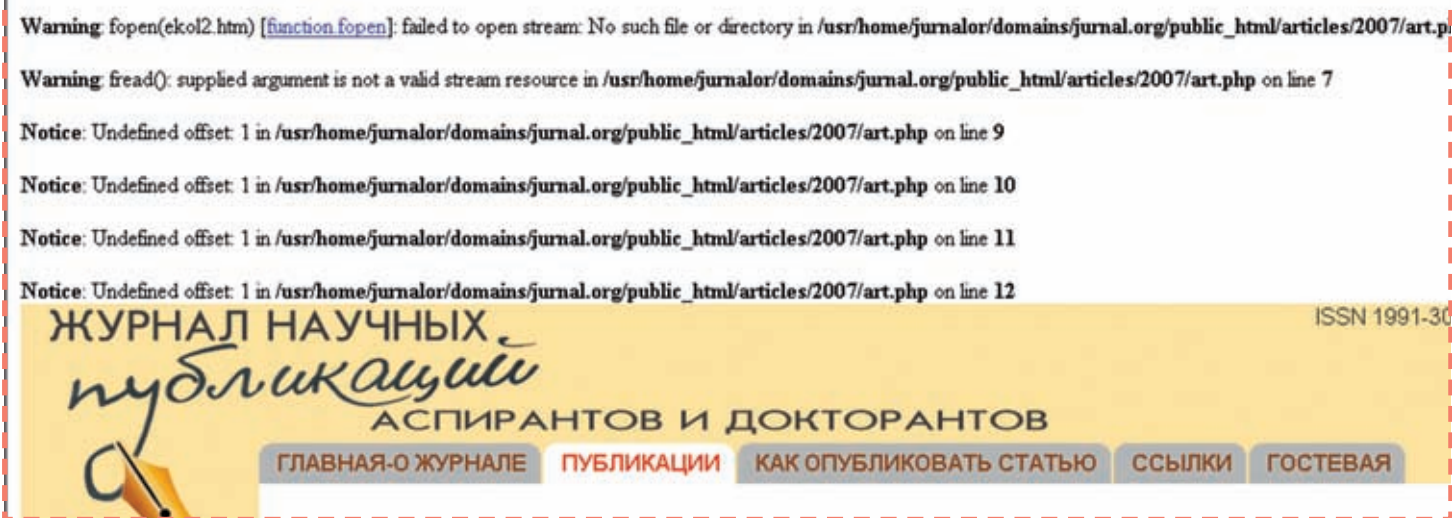 Warning: fopen(ekol2.htm) [function.fopen]: failed to open stream: No such file or directory in /usr/home/jurnalor/domains/jurnal.org/public_html/articles/2007/art.p
Warning: fread(): supplied argument is not a valid stream resource in /usr/home/jurnalor/domains/jurnal.org/public_html/articles/2007/art.php on line 7
Notice: Undefined offset: 1 in /usr/home/jurnalor/domains/jurnal.org/public_html/articles/2007/art.php on line 9
Notice: Undefined offset: 1 in /usr/home/jurnalor/domains/jurnal.org/public_html/articles/2007/art.php on line 10
Notice: Undefined offset: 1 in /usr/home/jurnalor/domains/jurnal.org/public_html/articles/2007/art.php on line 11
Notice: Undefined offset: 1 in /usr/home/jurnalor/domains/jurnal.org/public_html/articles/2007/art.php on line 12
ЖУРНАЛ НАУЧНЫХ
ISSN 1991-30
публикаций
АСПИРАНТОВ И ДОКТОРАНТОВ
ГЛАВНАЯ-О ЖУРНАЛЕ ПУБЛИКАЦИИ КАК ОПУБЛИКОВАТЬ СТАТЬЮ ССЫЛКИ ГОСТЕВАЯ